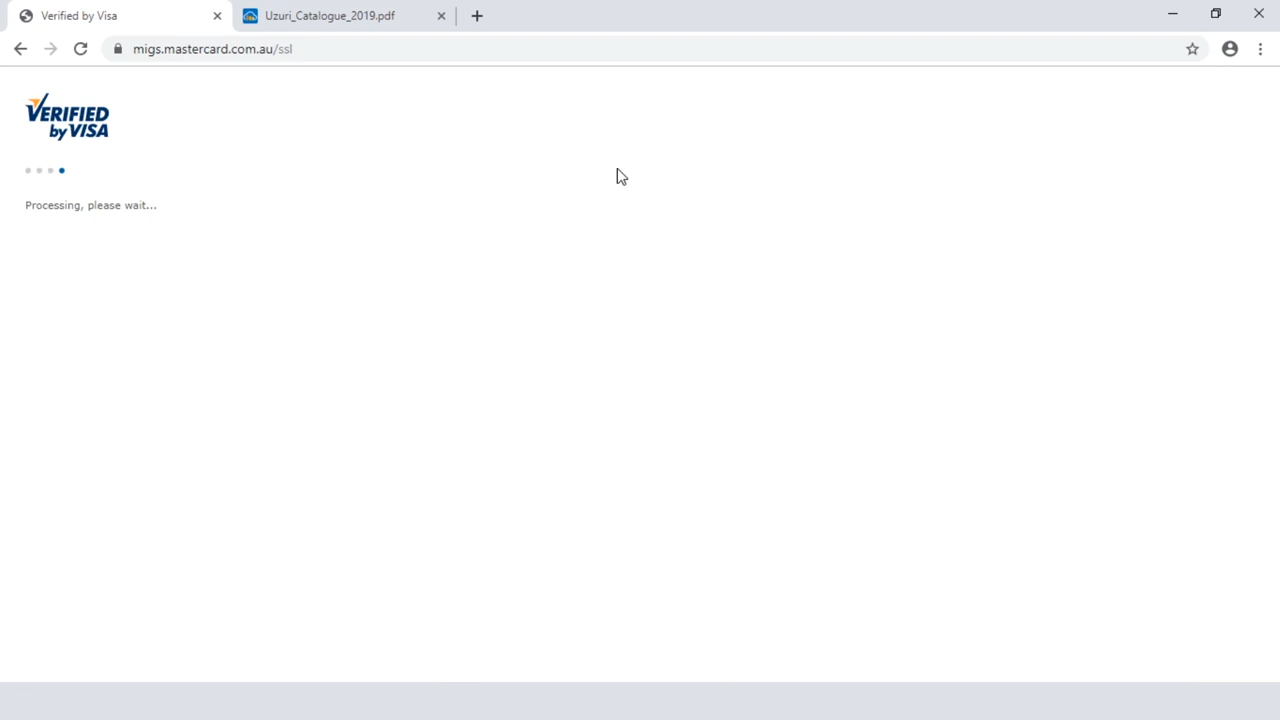 Verified by Visa
Uzuri_Catalogue_2019.pdf
migs.mastercard.com.au/ssl
VERIFIED
by VISA
Processing, please wait...